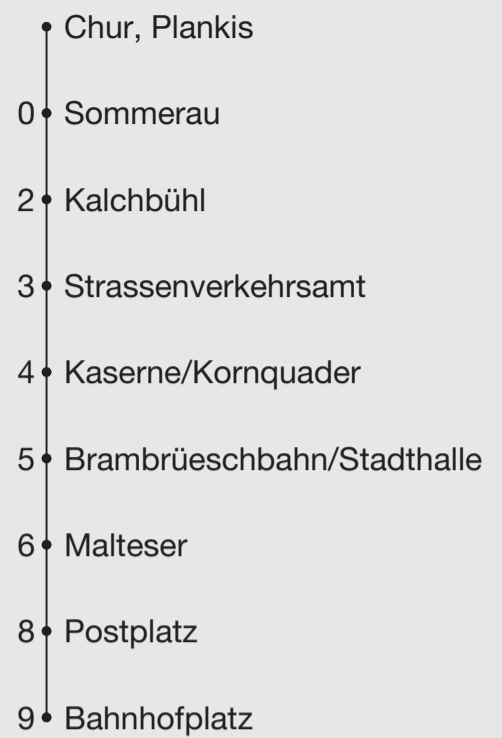 Chur, Plankis
0 Sommerau
2 Kalchbühl
3 Strassenverkehrsamt
4 Kaserne/Kornquader
5 Brambrüeschbahn/Stadthalle
6 Malteser
8 Postplatz
9 Bahnhofplatz